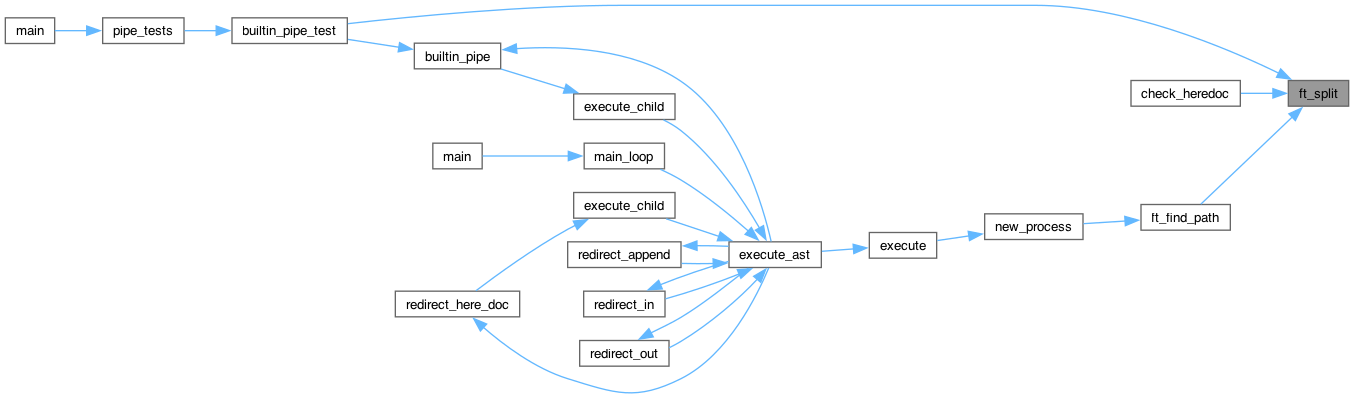 main
pipe_tests
builtin_pipe_test
builtin_pipe
execute_child
main
main_loop
execute_child
redirect_append
redirect_in
redirect_here_doc
redirect_out
execute_ast
execute
new_process
ft_find_path
check_heredoc
ft_split